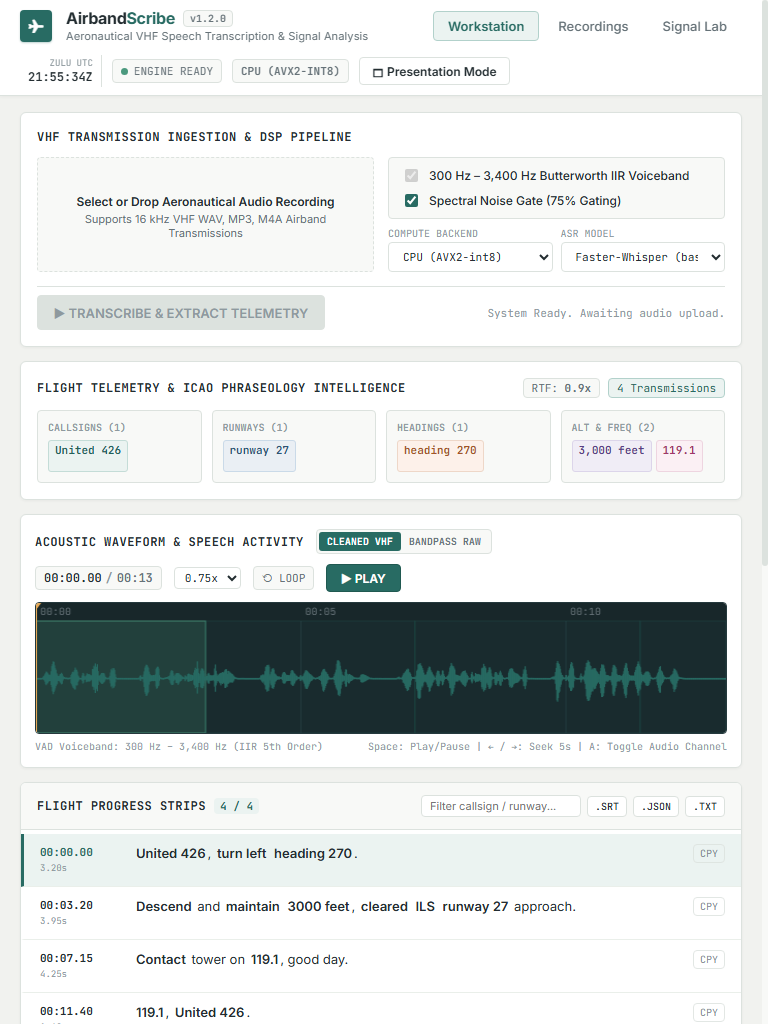 AirbandScribe v1.2.0
Aeronautical VHF Speech Transcription & Signal Analysis
Workstation
Recordings
Signal Lab
ZULU UTC
21:55:34Z
ENGINE READY
CPU (AVX2-INT8)
Presentation Mode
VHF TRANSMISSION INGESTION & DSP PIPELINE
Select or Drop Aeronautical Audio Recording
Supports 16 kHz VHF WAV, MP3, M4A Airband
Transmissions
300 Hz – 3,400 Hz Butterworth IIR Voiceband
Spectral Noise Gate (75% Gating)
COMPUTE BACKEND
CPU (AVX2-int8)
ASR MODEL
Faster-Whisper (bas
▶ TRANSCRIBE & EXTRACT TELEMETRY
System Ready. Awaiting audio upload.
FLIGHT TELEMETRY & ICAO PHRASEOLOGY INTELLIGENCE
RTF: 0.9x
4 Transmissions
CALLSIGNS (1)
United 426
RUNWAYS (1)
runway 27
HEADINGS (1)
heading 270
ALT & FREQ (2)
3,000 feet
119.1
ACOUSTIC WAVEFORM & SPEECH ACTIVITY
CLEANED VHF
BANDPASS RAW
00:00.00 / 00:13
0.75x
LOOP
▶ PLAY
00:00
00:05
00:10
VAD Voiceband: 300 Hz – 3,400 Hz (IIR 5th Order)
Space: Play/Pause | ← / →: Seek 5s | A: Toggle Audio Channel
FLIGHT PROGRESS STRIPS 4 / 4
Filter callsign / runway...
.SRT
.JSON
.TXT
00:00.00
3.20s
United 426, turn left heading 270.
CPY
00:03.20
3.95s
Descend and maintain 3000 feet, cleared ILS runway 27 approach.
CPY
00:07.15
4.25s
Contact tower on 119.1, good day.
CPY
00:11.40
119.1, United 426.
CPY